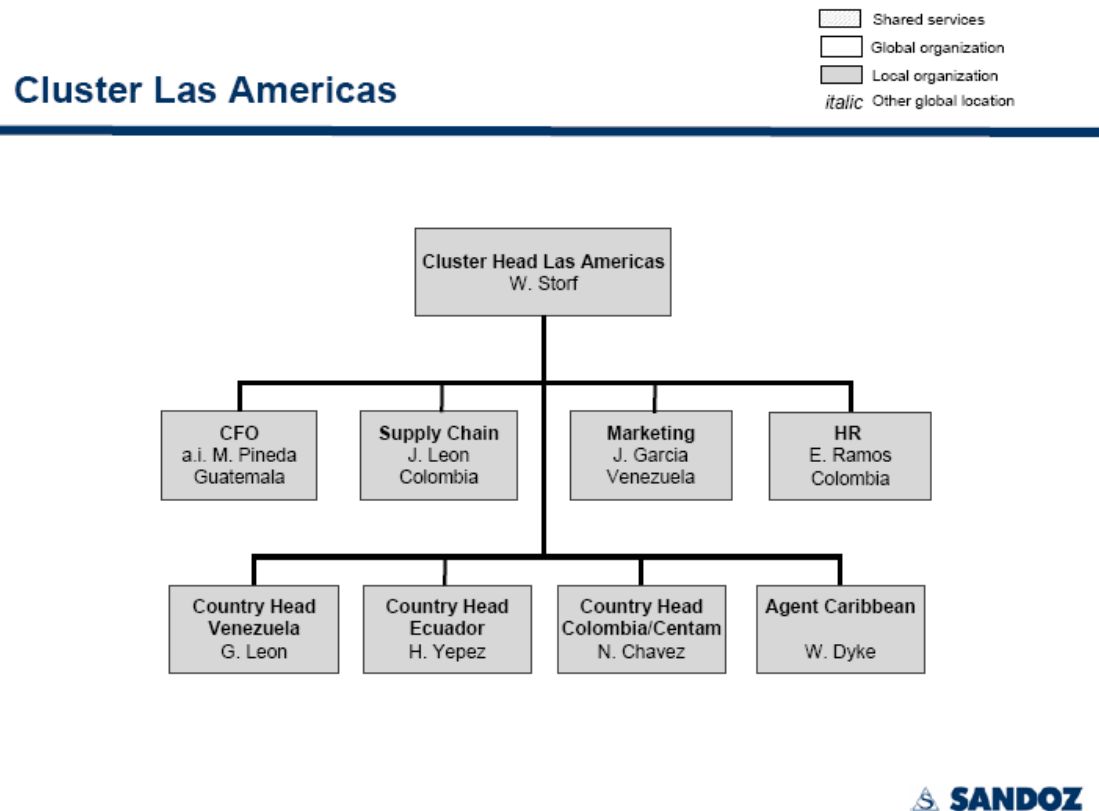 Shared services
Global organization
Local organization
italic Other global location
Cluster Las Americas
Cluster Head Las Americas
W. Storf
CFO
a.i. M. Pineda
Guatemala
Supply Chain
J. Leon
Colombia
Marketing
J. Garcia
Venezuela
HR
E. Ramos
Colombia
Country Head
Venezuela
G. Leon
Country Head
Ecuador
H. Yepez
Country Head
Colombia/Centam
N. Chavez
Agent Caribbean
W. Dyke
SANDOZ